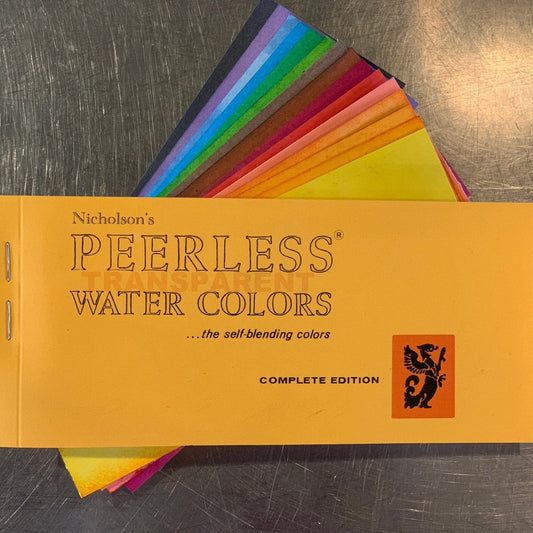 Nicholson's
PEERLESS®
TRANSPARENT
WATER COLORS
...the self-blending colors
COMPLETE EDITION